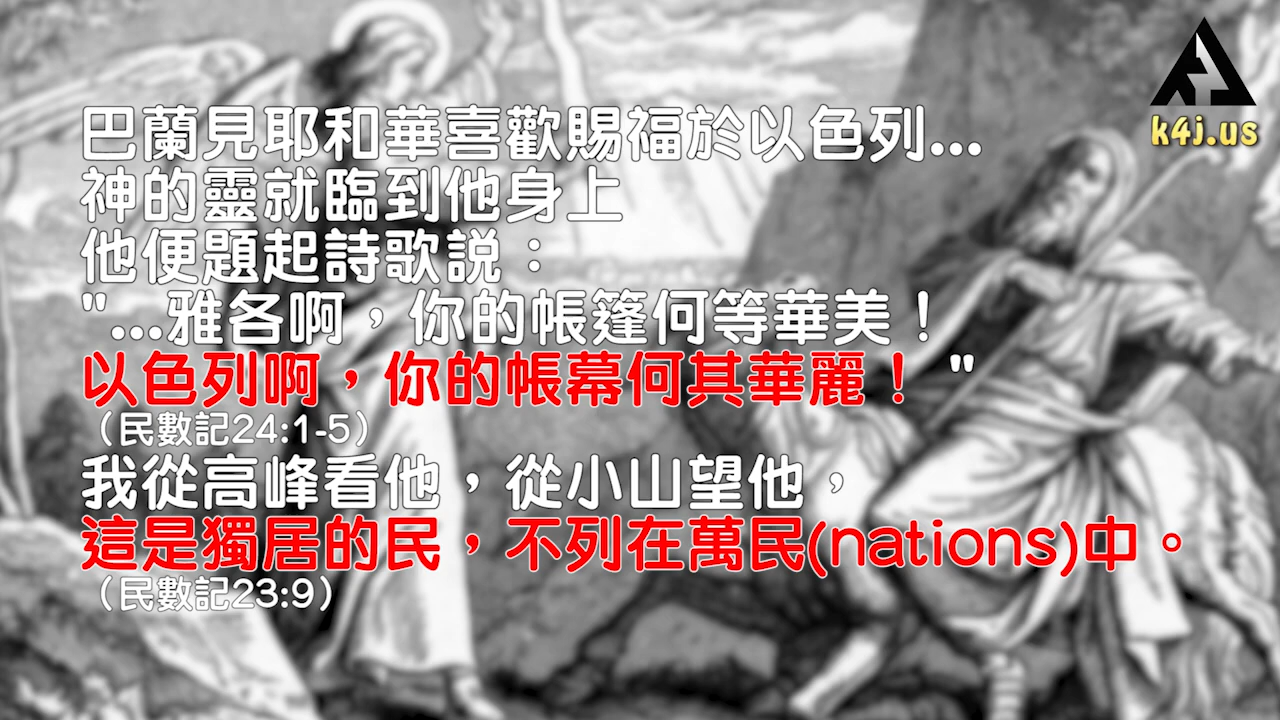 巴蘭見耶和華喜歡賜福於以色列...
神的靈就臨到他身上
他便題起詩歌説：
"...雅各啊，你的帳篷何等華美！
以色列啊，你的帳幕何其華麗！"
（民數記24:1-5）
我從高峰看他，從小山望他，
這是獨居的民，不列在萬民(nations)中。
（民數記23:9）
k4j.us